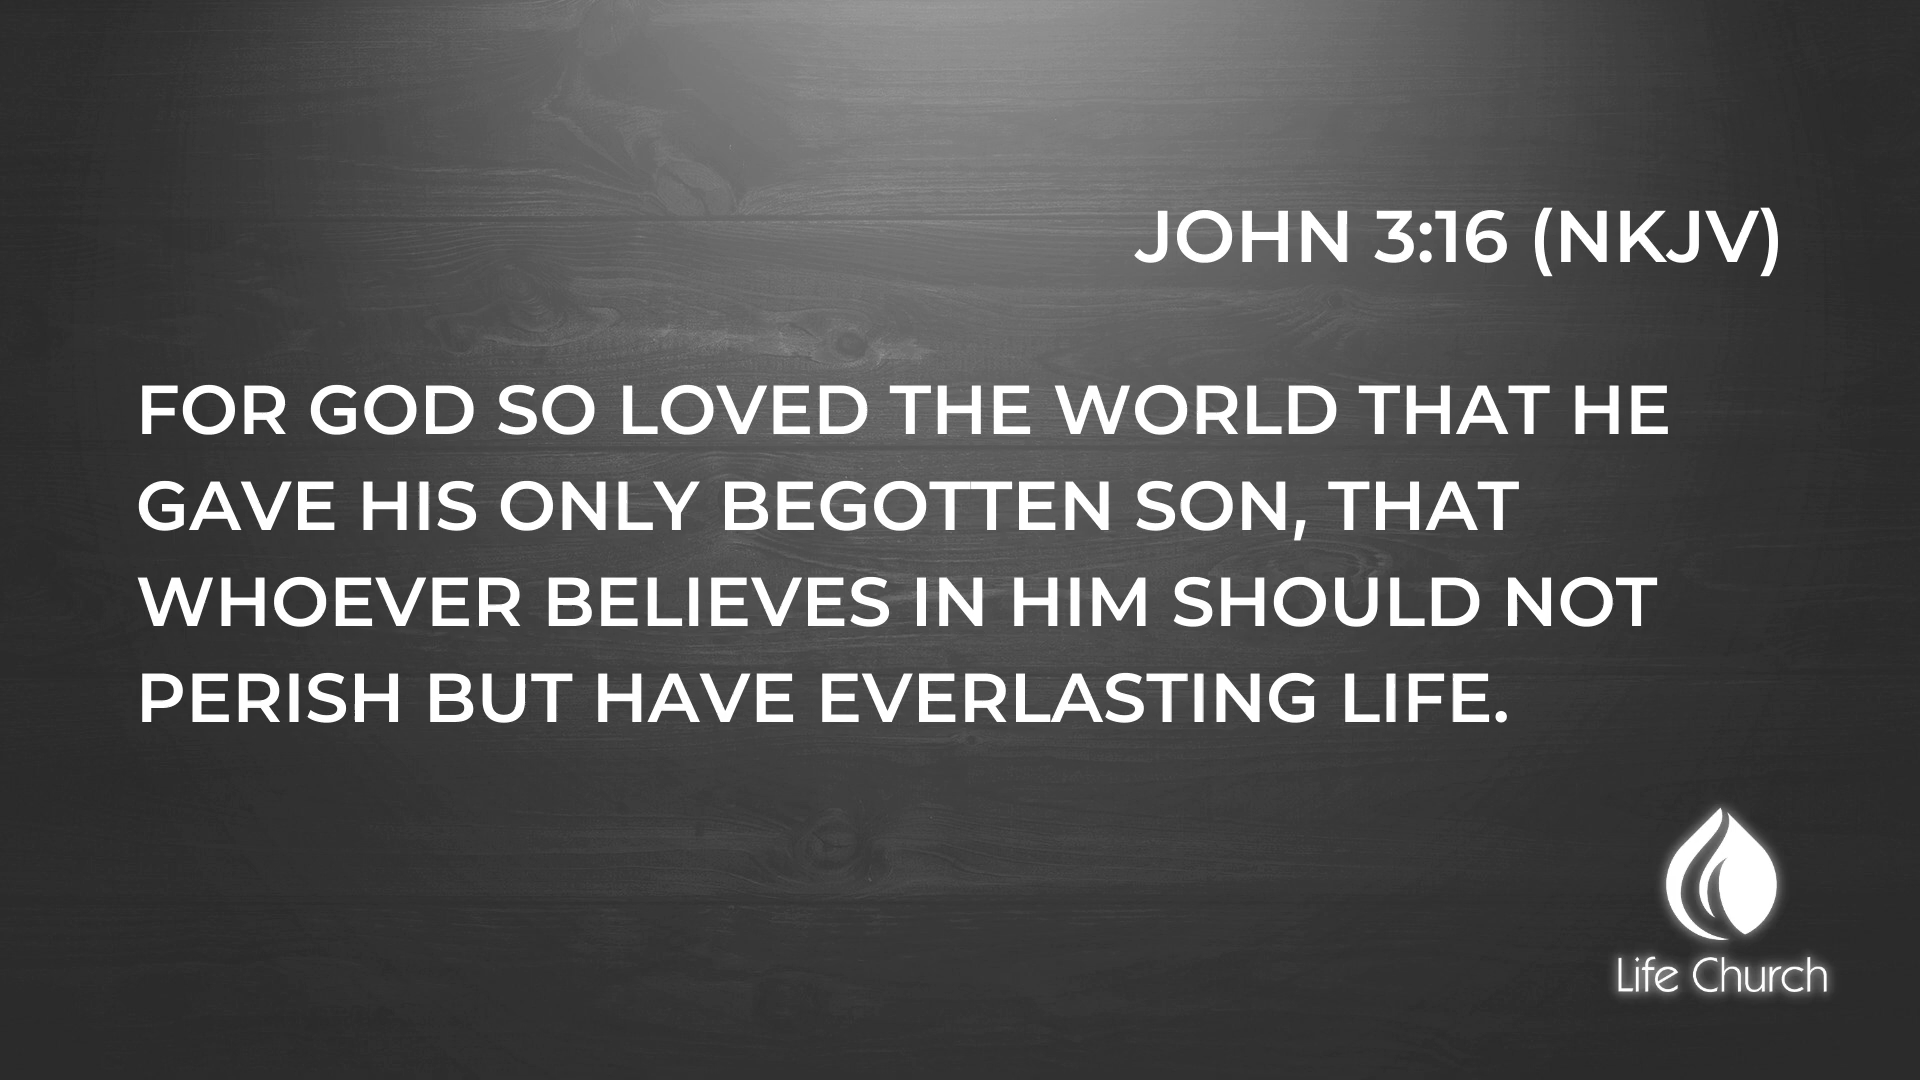 JOHN 3:16 (NKJV)
FOR GOD SO LOVED THE WORLD THAT HE
GAVE HIS ONLY BEGOTTEN SON, THAT
WHOEVER BELIEVES IN HIM SHOULD NOT
PERISH BUT HAVE EVERLASTING LIFE.
Life Church